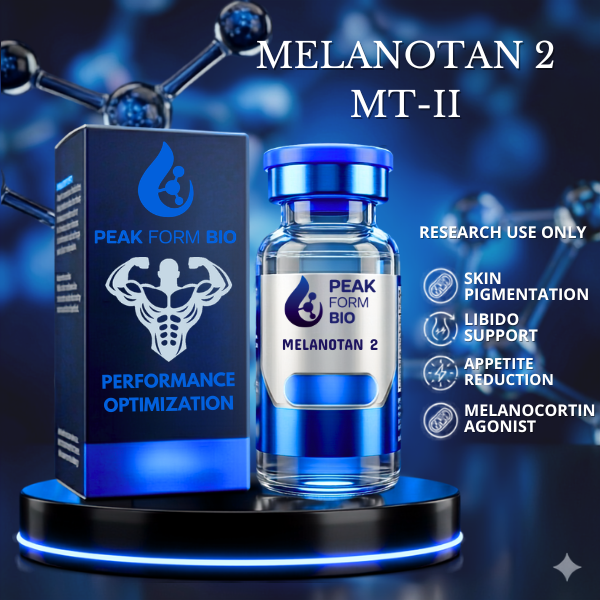 MELANOTAN 2
MT-II
PEAK FORM BIO
PERFORMANCE
OPTIMIZATION
PEAK
FORM
BIO
MELANOTAN 2
RESEARCH USE ONLY
SKIN
PIGMENTATION
LIBIDO
SUPPORT
APPETITE
REDUCTION
MELANOCORTIN
AGONIST